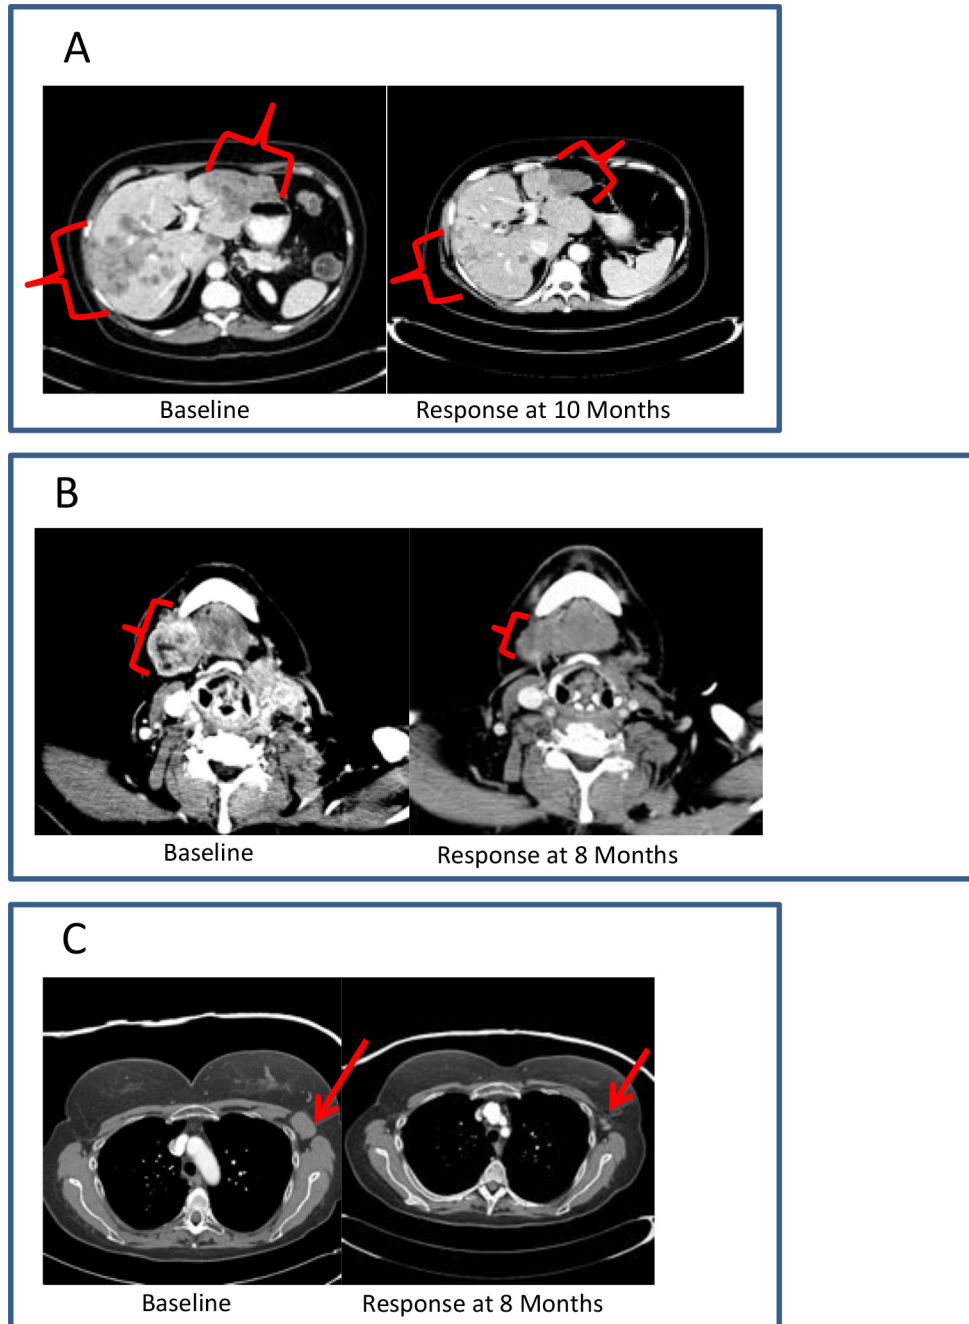 A
Baseline
Response at 10 Months
B
Baseline
Response at 8 Months
C
Baseline
Response at 8 Months